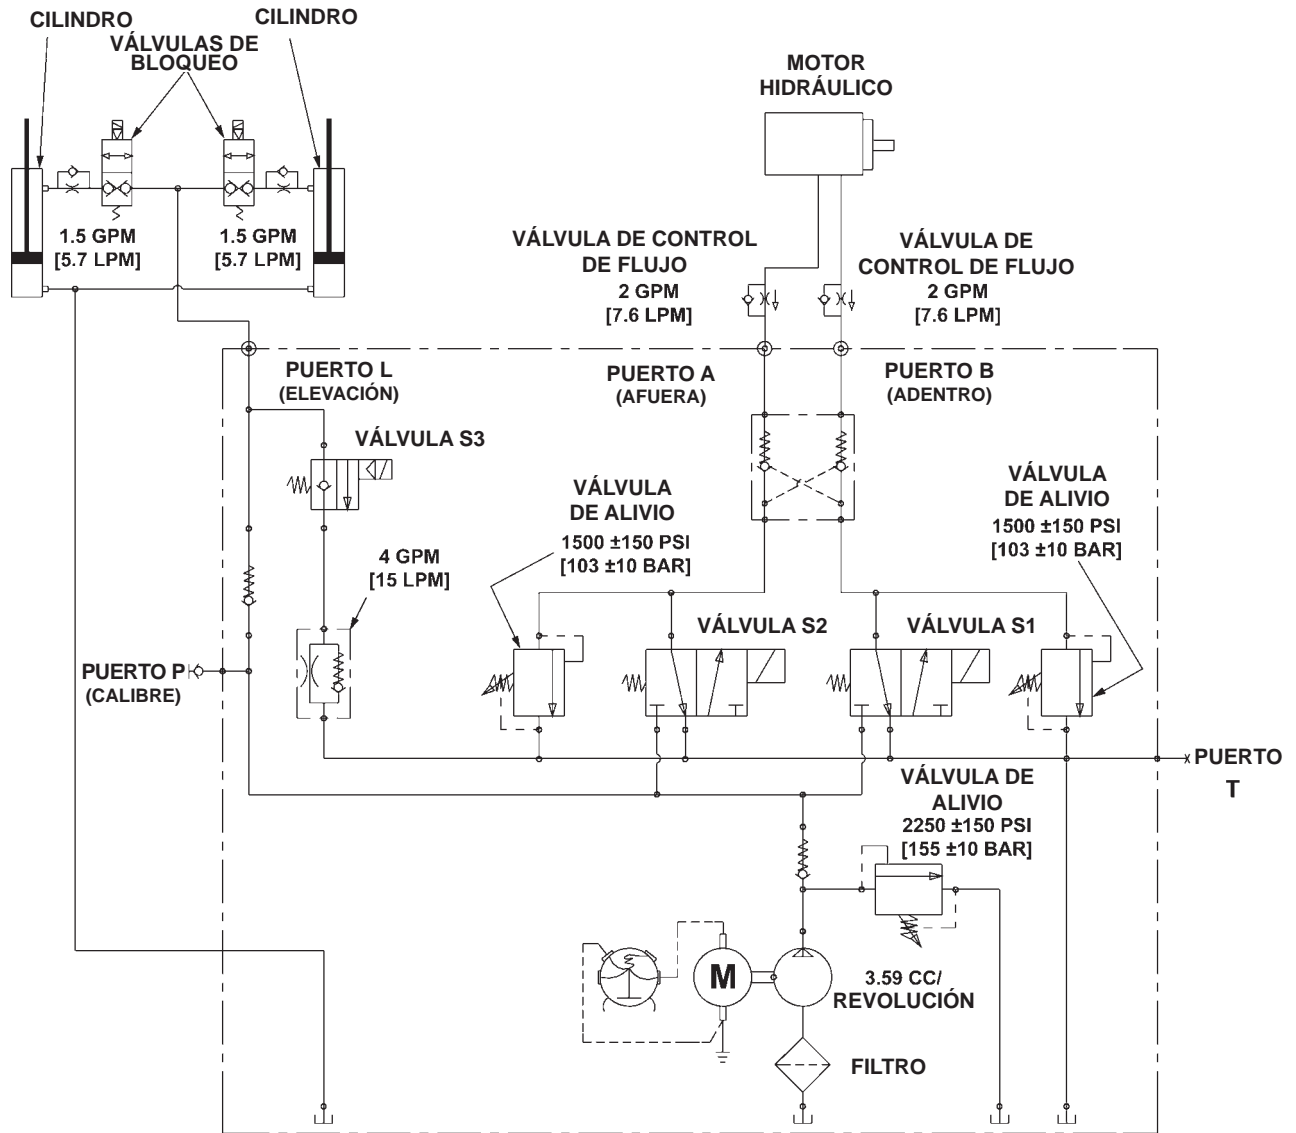 CILINDRO
CILINDRO
VÁLVULAS DE
BLOQUEO
MOTOR
HIDRÁULICO
1.5 GPM
[5.7 LPM]
1.5 GPM
[5.7 LPM]
VÁLVULA DE CONTROL
DE FLUJO
2 GPM
[7.6 LPM]
VÁLVULA DE
CONTROL DE FLUJO
2 GPM
[7.6 LPM]
PUERTO L
(ELEVACIÓN)
PUERTO A
(AFUERA)
PUERTO B
(ADENTRO)
VÁLVULA S3
VÁLVULA
DE ALIVIO
1500 ±150 PSI
[103 ±10 BAR]
VÁLVULA
DE ALIVIO
1500 ±150 PSI
[103 ±10 BAR]
4 GPM
[15 LPM]
VÁLVULA S2
VÁLVULA S1
PUERTO P
(CALIBRE)
PUERTO
T
VÁLVULA DE
ALIVIO
2250 ±150 PSI
[155 ±10 BAR]
M
3.59 CC/
REVOLUCIÓN
FILTRO